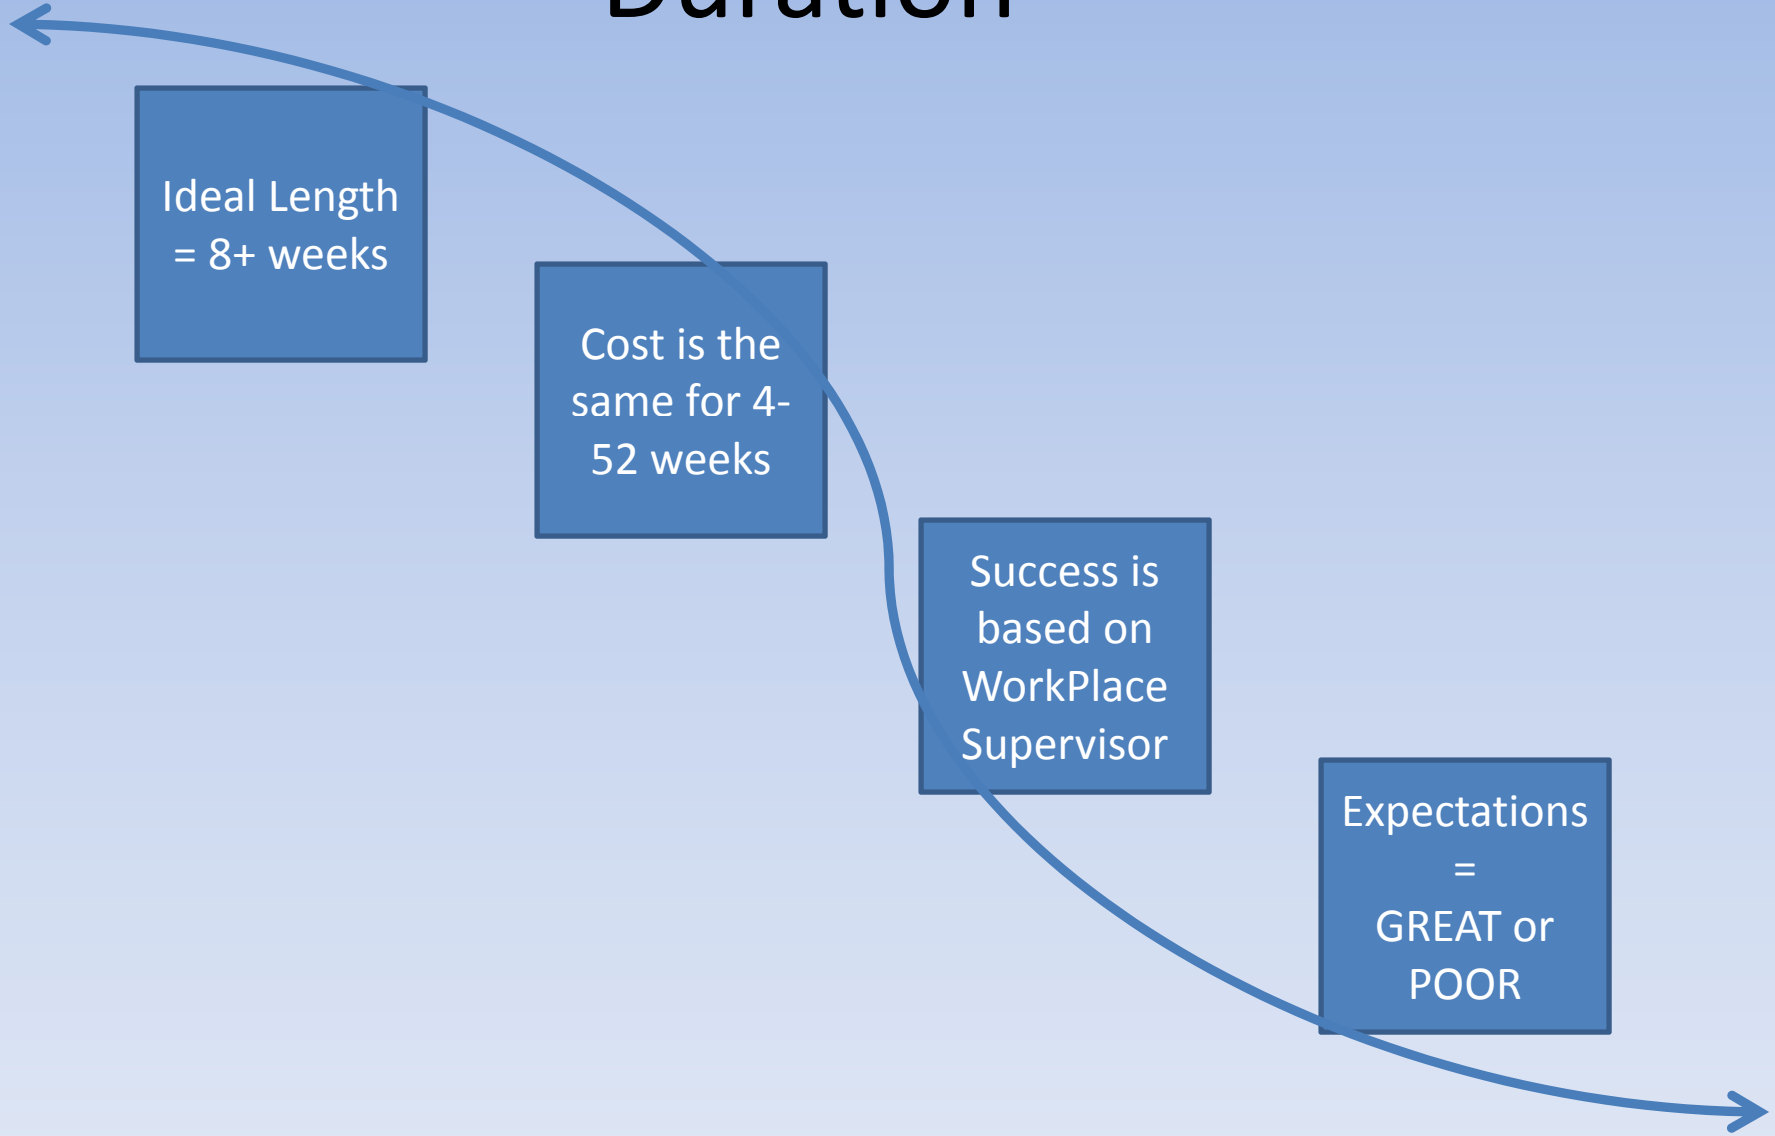 Duration
Ideal Length
= 8+ weeks
Cost is the
same for 4-
52 weeks
Success is
based on
WorkPlace
Supervisor
Expectations
=
GREAT or
POOR